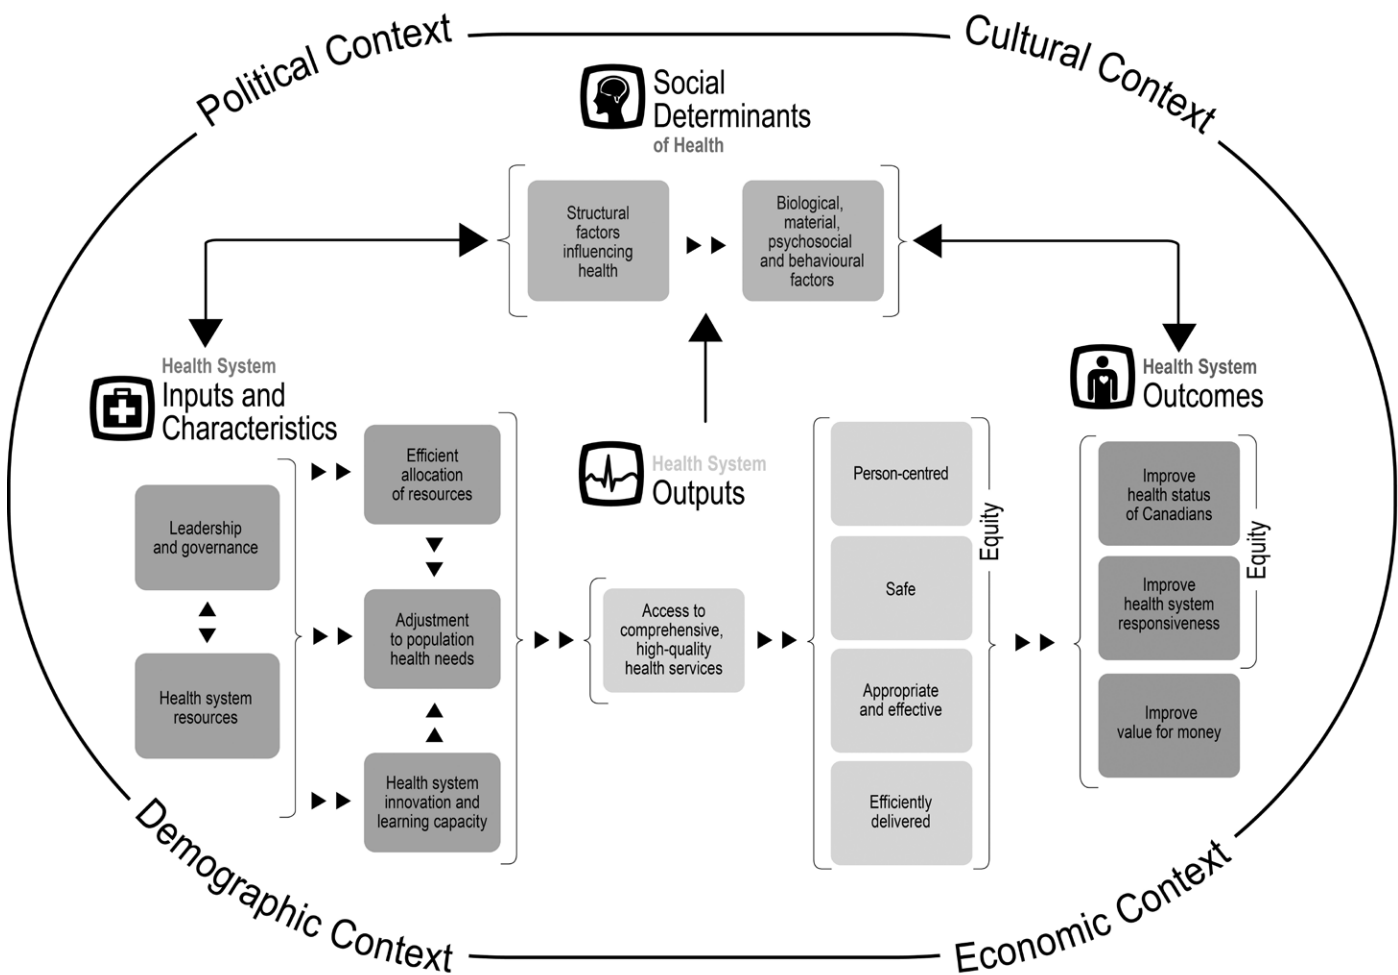 Political Context
Cultural Context
Social
Determinants
of Health
Structural
factors
influencing
health
Biological,
material,
psychosocial
and behavioural
factors
Health System
Inputs and
Characteristics
Leadership
and governance
Health system
resources
Efficient
allocation
of resources
Adjustment
to population
health needs
Health system
innovation and
learning capacity
Health System
Outputs
Access to
comprehensive,
high-quality
health services
Person-centred
Safe
Appropriate
and effective
Efficiently
delivered
Equity
Health System
Outcomes
Improve
health status
of Canadians
Improve
health system
responsiveness
Improve
value for money
Equity
Demographic Context
Economic Context